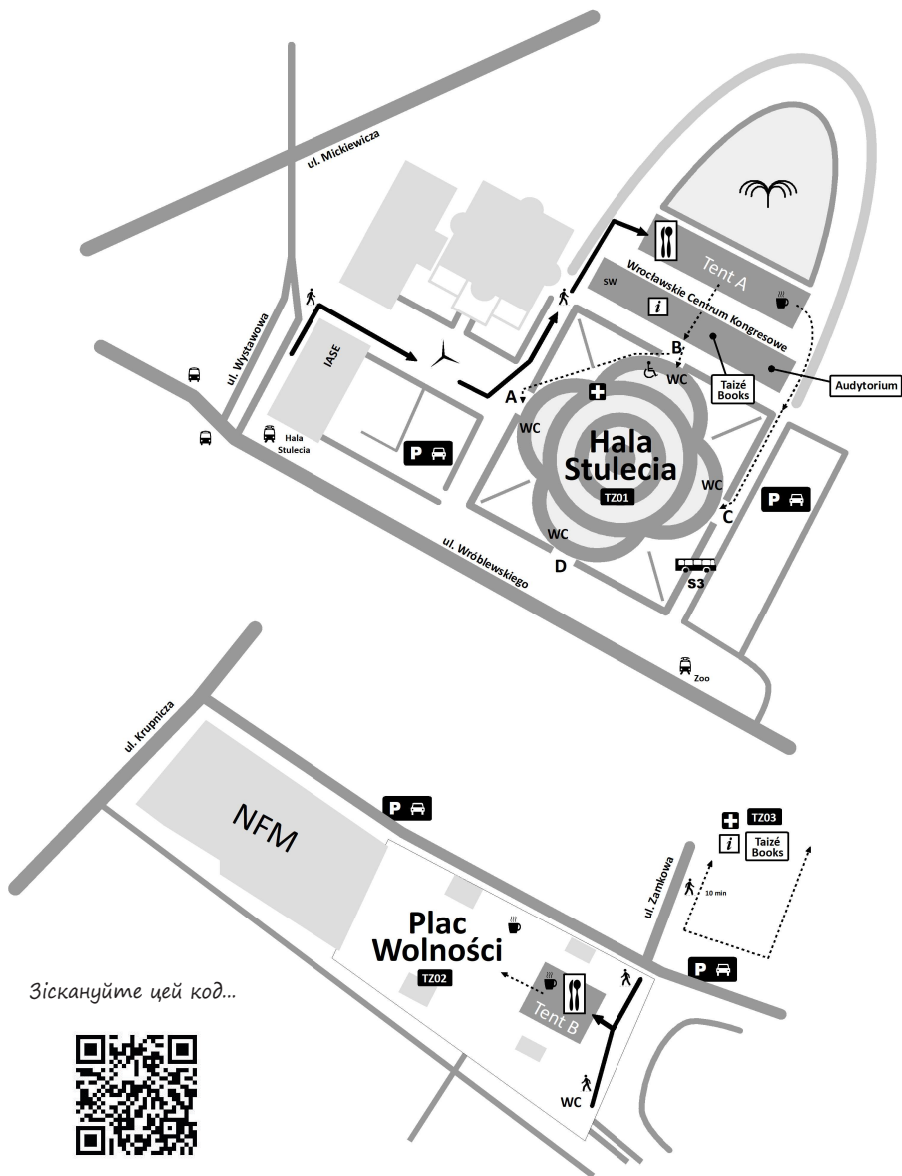 ul. Mickiewicza
ul. Wystawowa
IASE
Hala
Stulecia
P
Tent A
Wrocławskie Centrum Kongresowe
SW
i
B
WC
Taizé
Books
Audytorium
A
WC
Hala
Stulecia
TZ01
WC
C
P
WC
D
S3
ul. Wróblewskiego
Zoo
ul. Krupnicza
NFM
P
TZ03
i
Taizé
Books
ul. Zamkowa
10 min
Plac
Wolności
TZ02
P
Tent B
WC
Зіскануйте цей код...